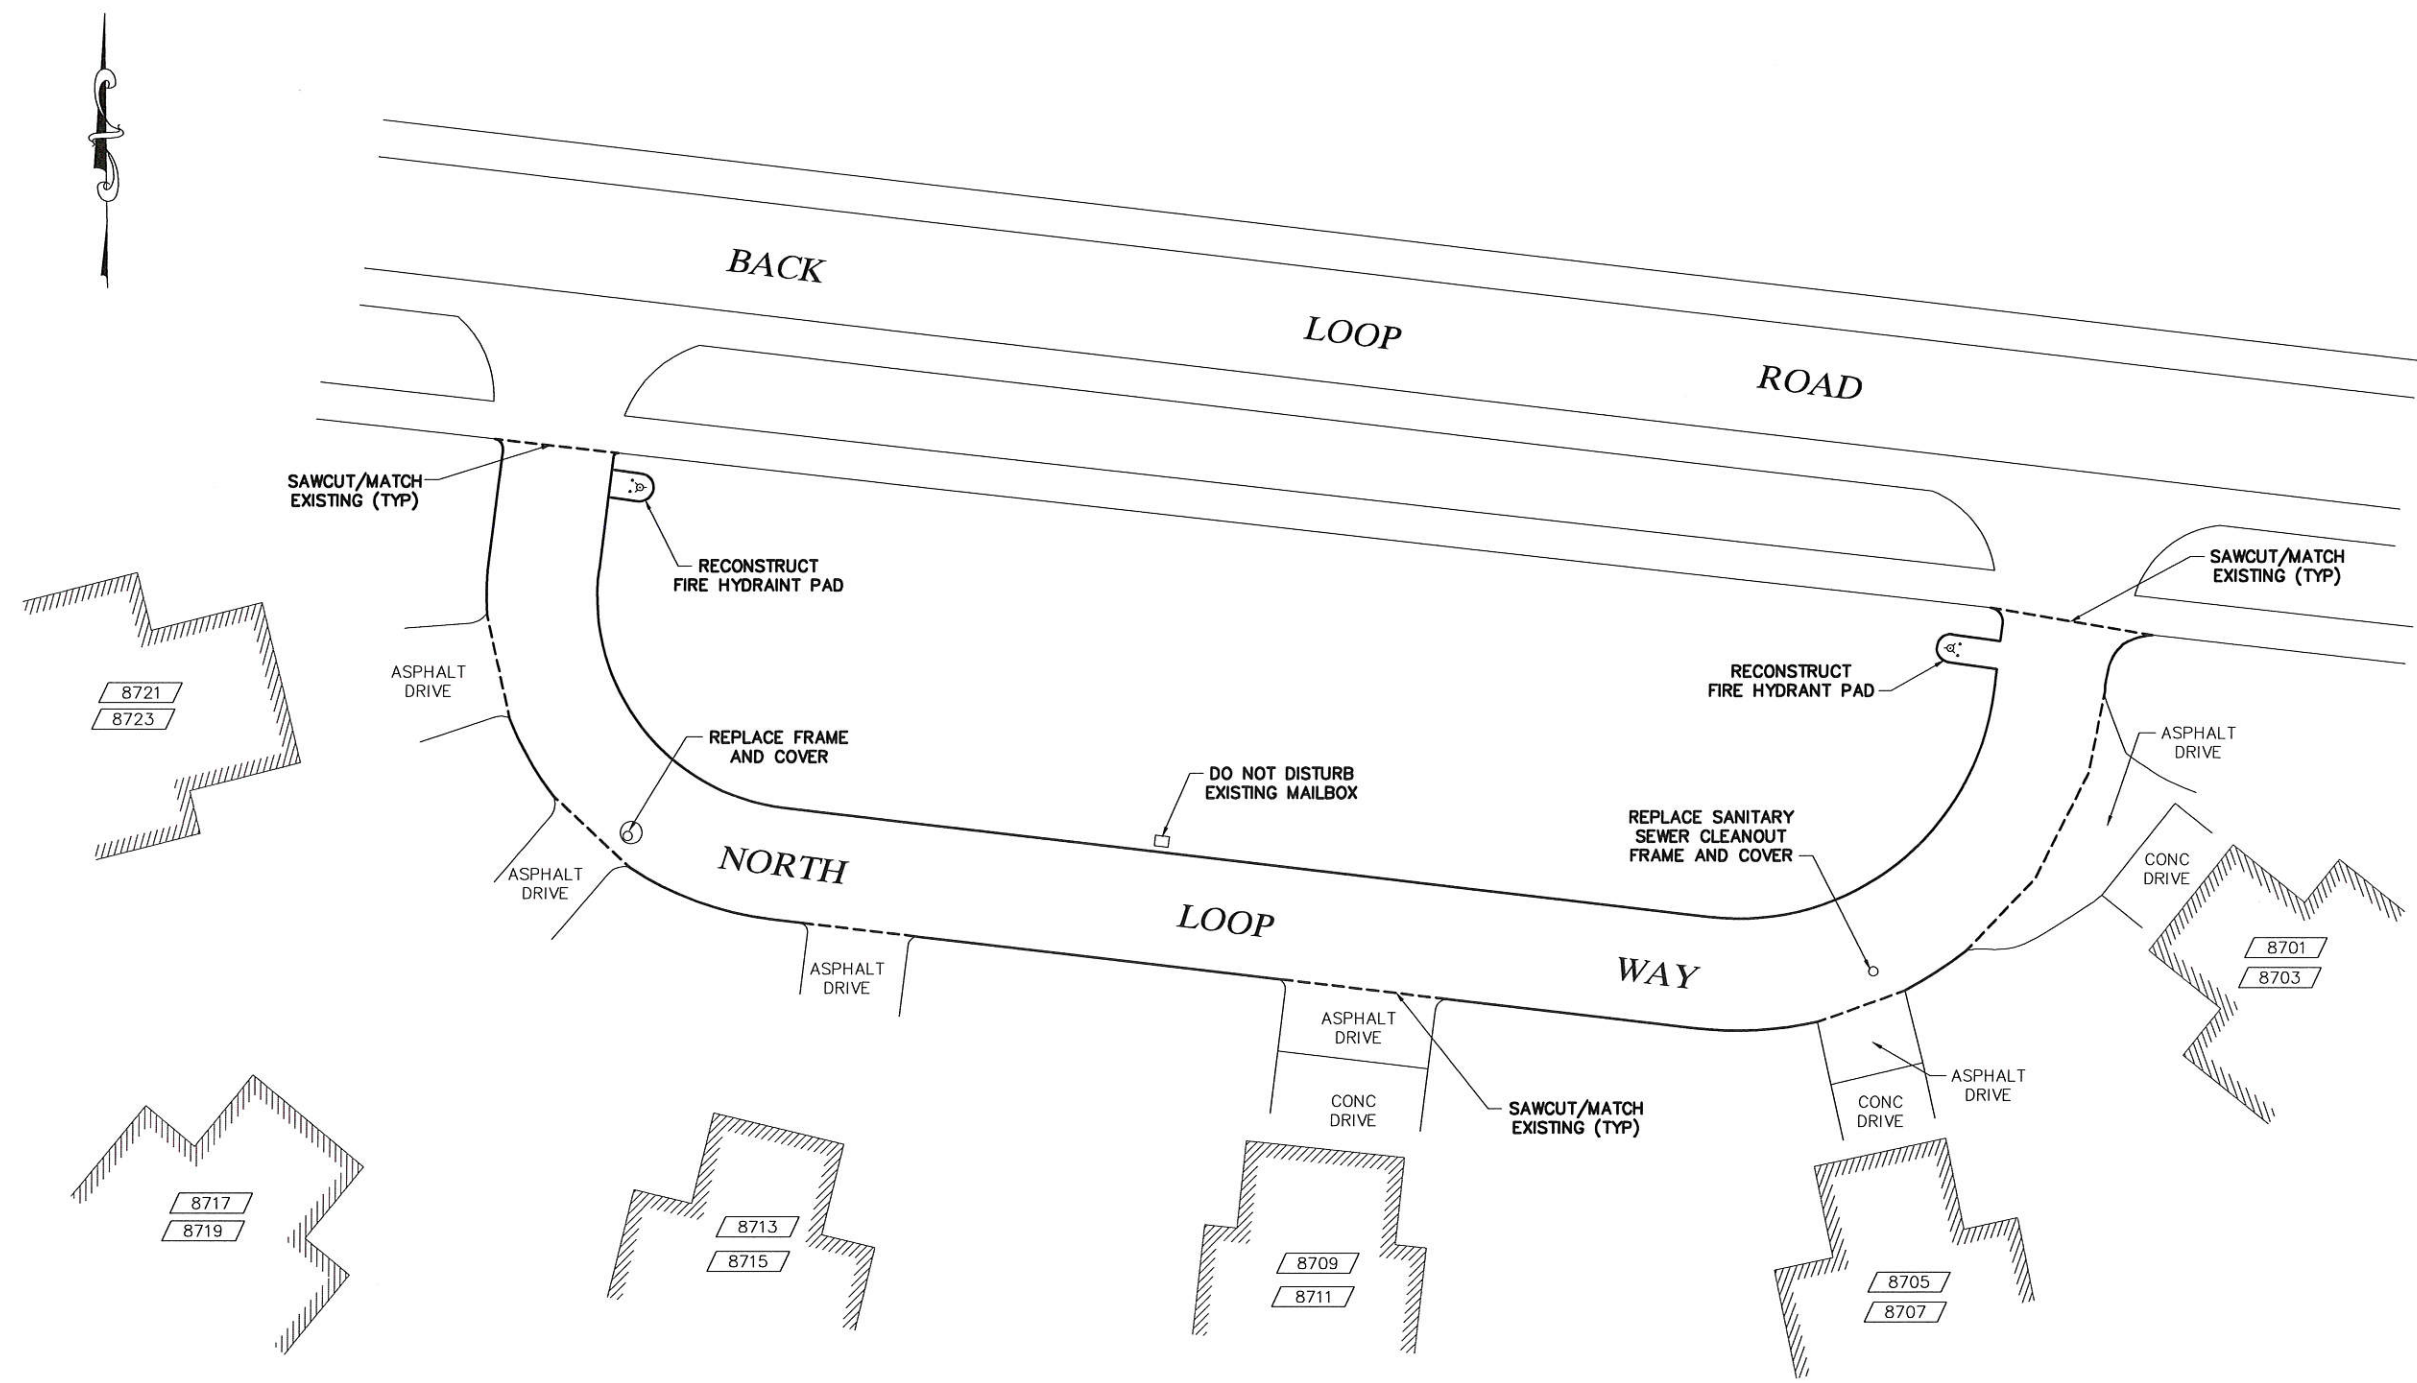 BACK LOOP ROAD
SAWCUT/MATCH
EXISTING (TYP)
RECONSTRUCT
FIRE HYDRAINT PAD
SAWCUT/MATCH
EXISTING (TYP)
RECONSTRUCT
FIRE HYDRANT PAD
ASPHALT
DRIVE
8721
8723
REPLACE FRAME
AND COVER
DO NOT DISTURB
EXISTING MAILBOX
ASPHALT
DRIVE
REPLACE SANITARY
SEWER CLEANOUT
FRAME AND COVER
CONC
DRIVE
NORTH LOOP WAY
ASPHALT
DRIVE
8701
8703
ASPHALT
DRIVE
ASPHALT
DRIVE
ASPHALT
DRIVE
CONC
DRIVE
SAWCUT/MATCH
EXISTING (TYP)
CONC
DRIVE
8717
8719
8713
8715
8709
8711
8705
8707